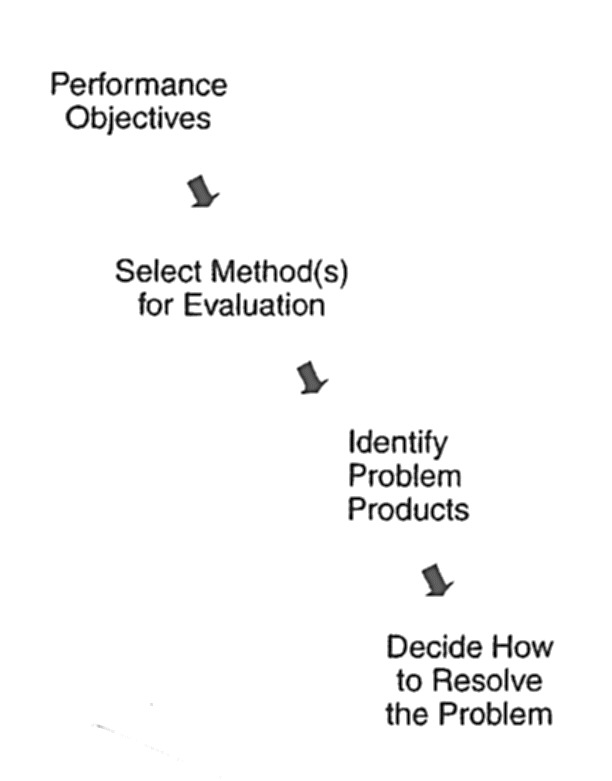 Performance
Objectives
Select Method(s)
for Evaluation
Identify
Problem
Products
Decide How
to Resolve
the Problem